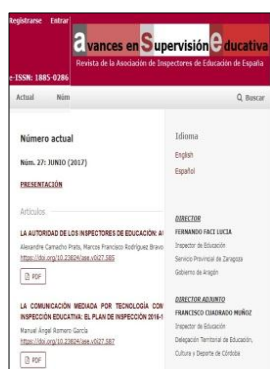 Registrarse Entrar
avances en Supervisión educativa
Revista de la Asociación de Inspectores de Educación de España
e-ISSN: 1885-0286
Actual Núm
Buscar
Número actual
Núm. 27: JUNIO (2017)
PRESENTACIÓN
Artículos
LA AUTORIDAD DE LOS INSPECTORES DE EDUCACIÓN:
Alexandre Camacho Prats, Marcos Francisco Rodríguez Bravo
https://doi.org/10.23824/ase.v0i27.585
PDF
LA COMUNICACIÓN MEDIADA POR TECNOLOGÍA CON
INSPECCIÓN EDUCATIVA: EL PLAN DE INSPECCIÓN 2016-1
Manuel Ángel Romero García
https://doi.org/10.23824/ase.v0i27.587
PDF
Idioma
English
Español
DIRECTOR
FERNANDO FACI LUCIA
Inspector de Educación
Servicio Provincial de Zaragoza
Gobierno de Aragón
DIRECTOR ADJUNTO
FRANCISCO CUADRADO MUÑOZ
Inspector de Educación
Delegación Territorial de Educación,
Cultura y Deporte de Córdoba